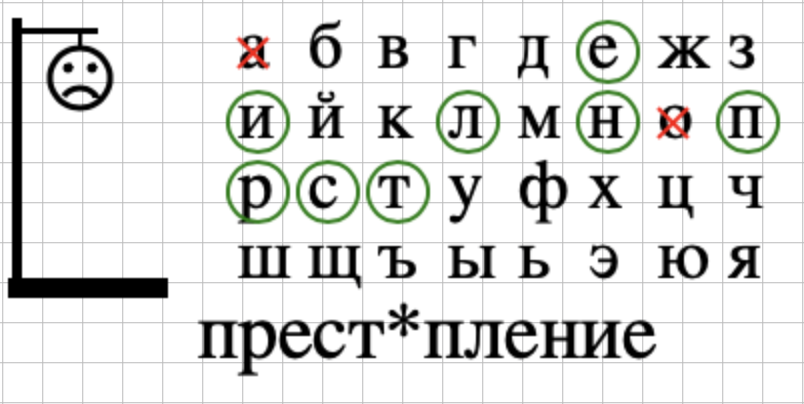 а б в г д е ж з
и й к л м н о п
р с т у ф х ц ч
ш щ ъ ы ь э ю я
прест*пление